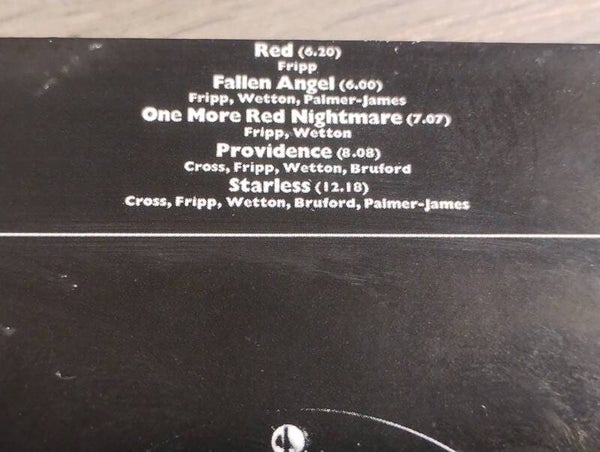 Red (6.20)
Fripp
Fallen Angel (6.00)
Fripp, Wetton, Palmer-James
One More Red Nightmare (7.07)
Fripp, Wetton
Providence (8.08)
Cross, Fripp, Wetton, Bruford
Starless (12.18)
Cross, Fripp, Wetton, Bruford, Palmer-James